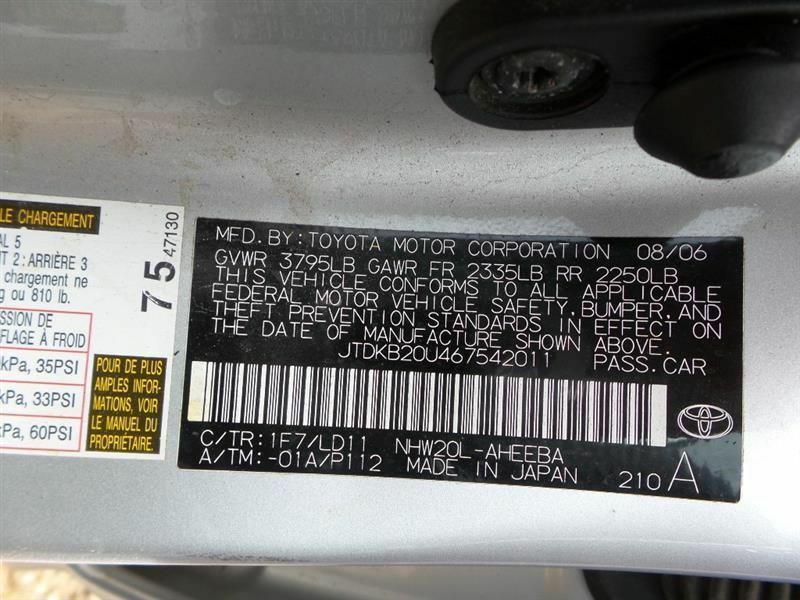 LE CHARGEMENT
AL 5
NT 2: ARRIÈRE 3
chargement ne
g ou 810 lb.
SSION DE
FLAGE À FROID
kPa, 35PSI
kPa, 33PSI
kPa, 60PSI
75 47130
POUR DE PLUS
AMPLES INFOR-
MATIONS, VOIR
LE MANUEL DU
PROPRIÉTAIRE
MFD. BY: TOYOTA MOTOR CORPORATION 08/06
GVWR 3795LB GAWR FR 2335LB RR 2250LB
THIS VEHICLE CONFORMS TO ALL APPLICABLE
FEDERAL MOTOR VEHICLE SAFETY, BUMPER, AND
THEFT PREVENTION STANDARDS IN EFFECT ON
THE DATE OF MANUFACTURE SHOWN ABOVE.
JTDKB20U467542011 PASS. CAR
C/TR: 1F7/LD11 NHW20L-AHEEBA
A/TM: -01A/P112 MADE IN JAPAN 210 A